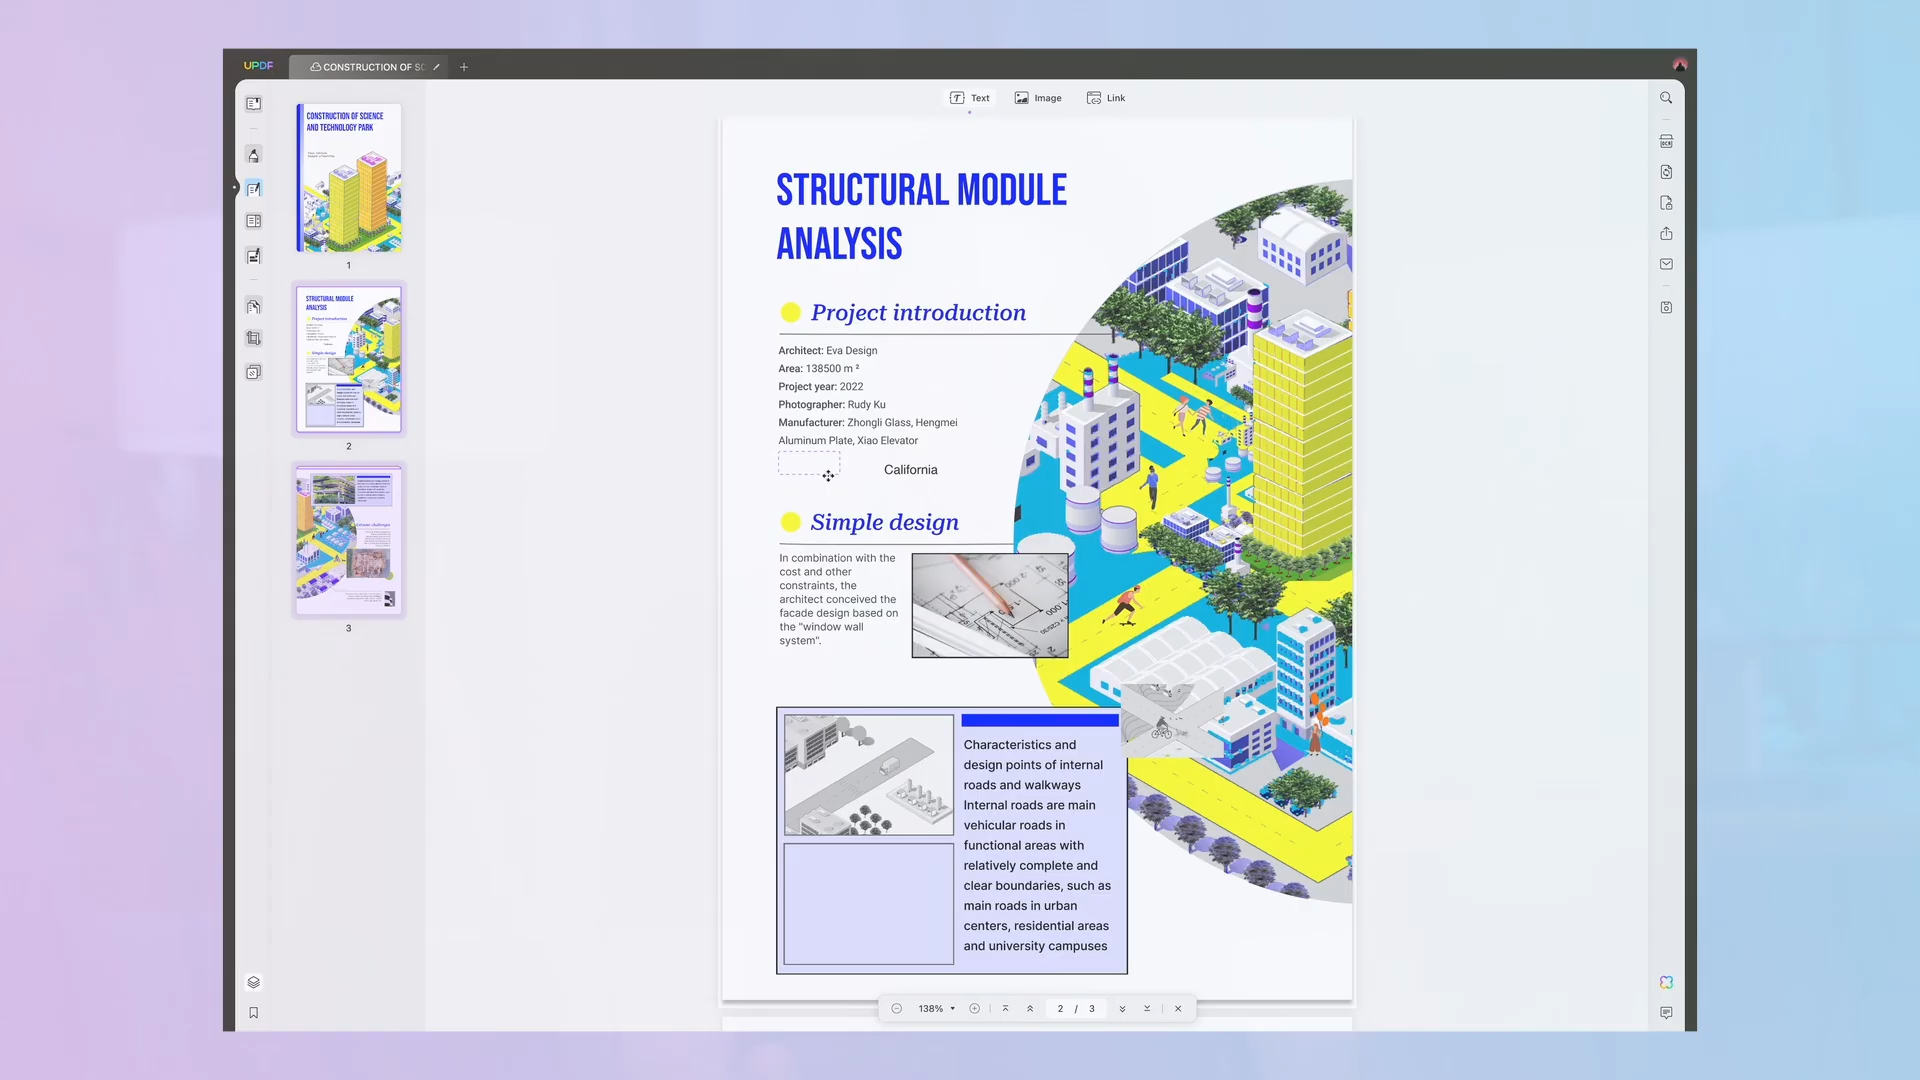 UPDF
CONSTRUCTION OF SC
Text
Image
Link
CONSTRUCTION OF SCIENCE
AND TECHNOLOGY PARK
1
STRUCTURAL MODULE
ANALYSIS
Project introduction
Simple design
2
3
STRUCTURAL MODULE
ANALYSIS
Project introduction
Architect: Eva Design
Area: 138500 m ²
Project year: 2022
Photographer: Rudy Ku
Manufacturer: Zhongli Glass, Hengmei
Aluminum Plate, Xiao Elevator
California
Simple design
In combination with the
cost and other
constraints, the
architect conceived the
facade design based on
the "window wall
system".
Characteristics and
design points of internal
roads and walkways
Internal roads are main
vehicular roads in
functional areas with
relatively complete and
clear boundaries, such as
main roads in urban
centers, residential areas
and university campuses
138%
2 / 3
OCR